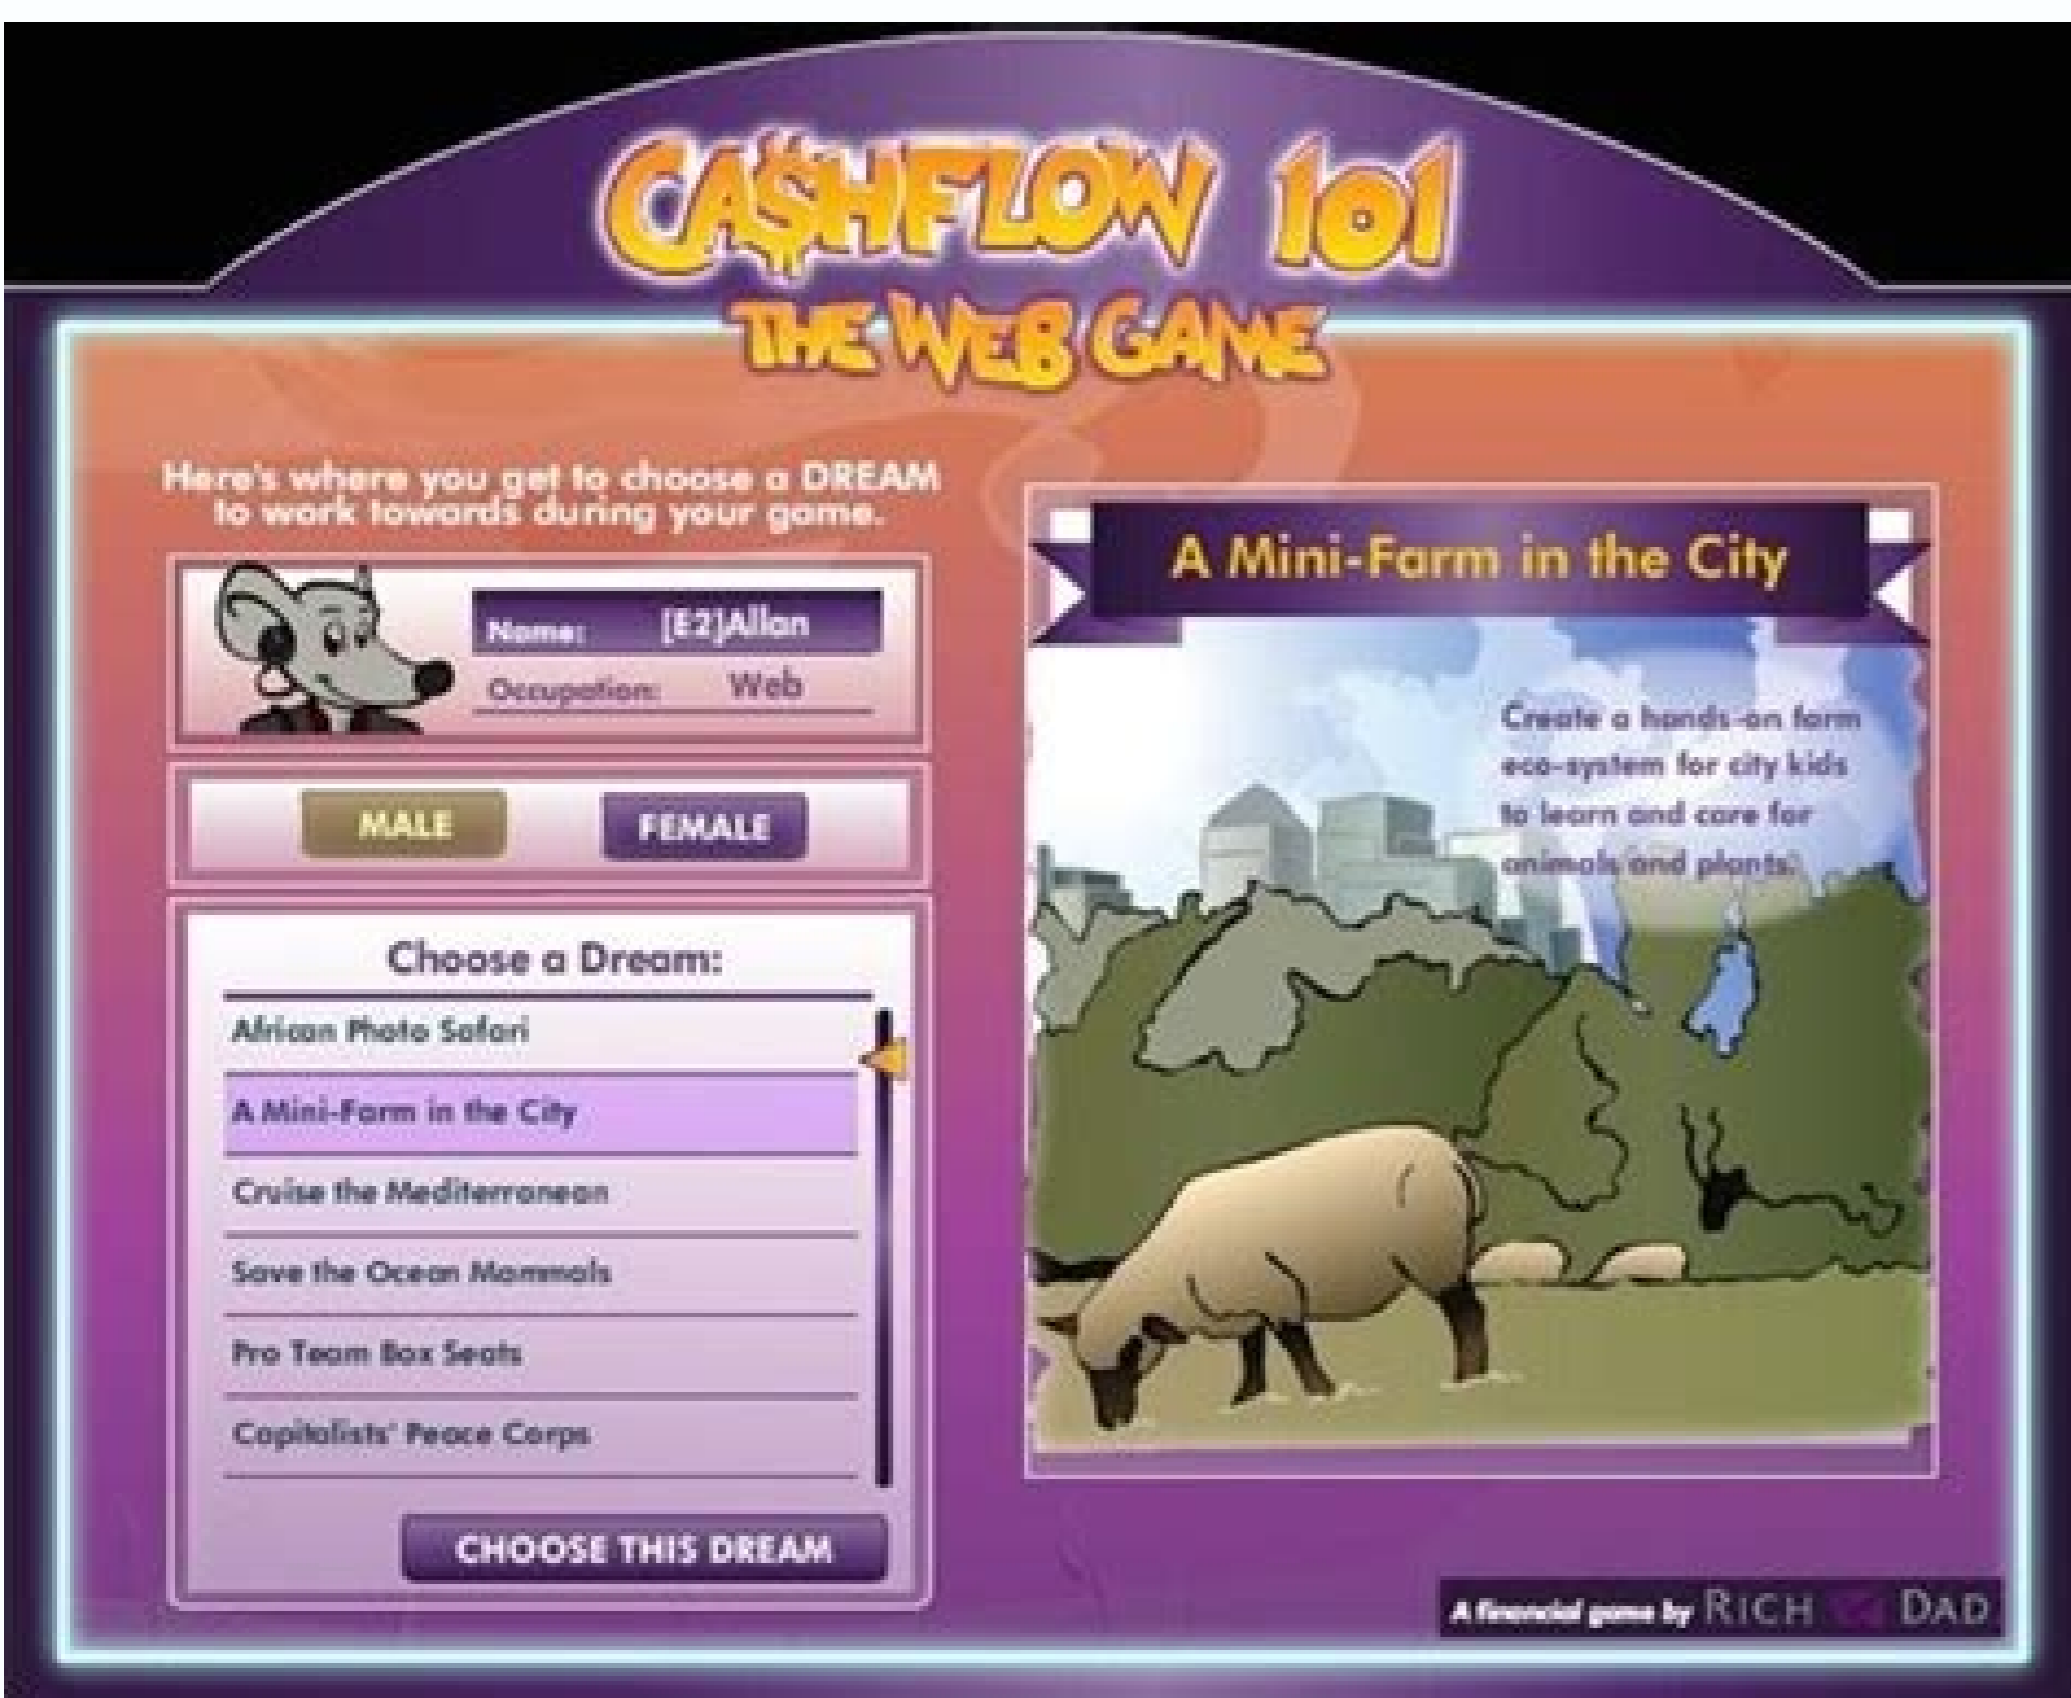 CA$HFLOW 101
THE WEB GAME
Here's where you get to choose a DREAM
to work towards during your game.
Name: [E2]Allan
Occupation: Web
MALE FEMALE
Choose a Dream:
African Photo Safari
A Mini-Farm in the City
Cruise the Mediterranean
Save the Ocean Mammals
Pro Team Box Seats
Capitalists' Peace Corps
CHOOSE THIS DREAM
A Mini-Farm in the City
Create a hands-on farm
eco-system for city kids
to learn and care for
animals and plants.
A financial game by RICH DAD